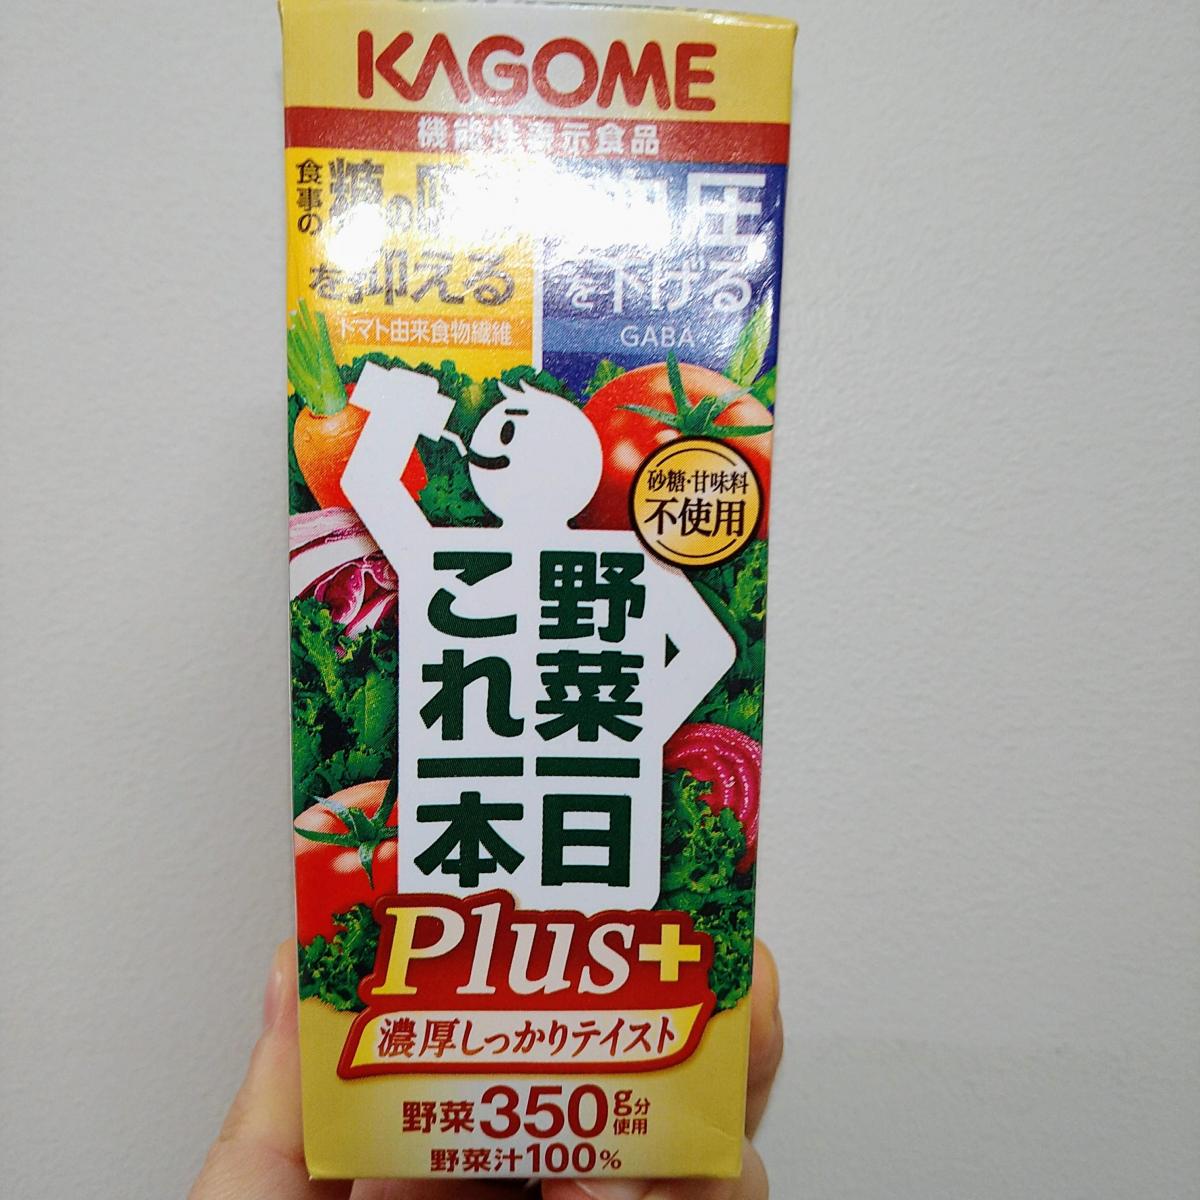 KAGOME
機能性表示食品
食事の
糖の
を抑える
トマト由来食物繊維
圧
を下げる
GABA
砂糖・甘味料
不使用
野菜一日
これ一本
Plus+
濃厚しっかりテイスト
野菜350g分使用
野菜汁100%